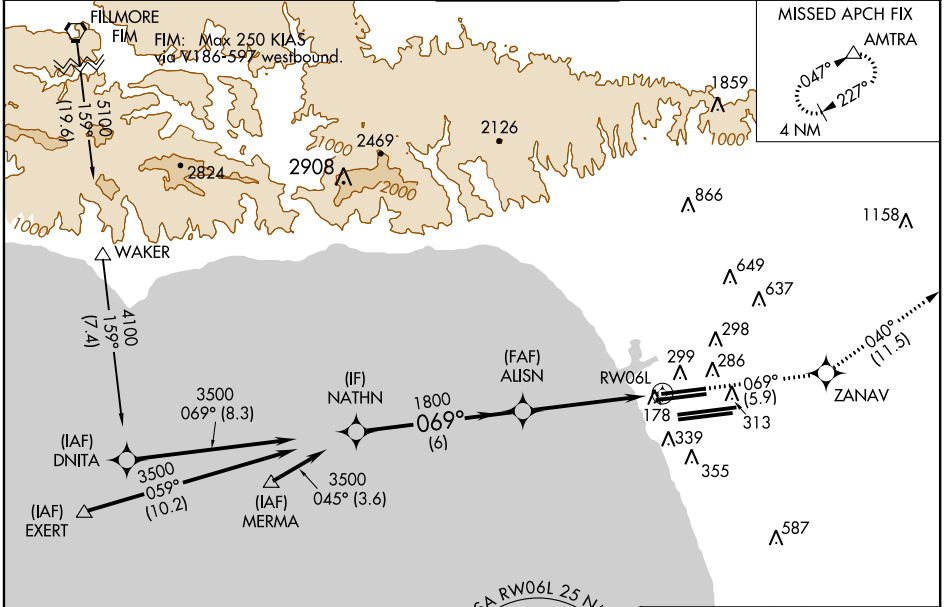 FILLMORE
FIM
FIM: Max 250 KIAS
via V186-597 westbound.
MISSED APCH FIX
AMTRA
047°
227°
4 NM
5100
159°
(19.6)
1859
1000
1000
2469
2126
2824
2908
2000
1000
866
1158
WAKER
649
637
4100
159°
(7.4)
298
040°
(11.5)
(FAF)
ALISN
299
286
RW06L
069°
(5.9)
ZANAV
(IF)
NATHN
1800
069°
(6)
178
313
3500
069° (8.3)
(IAF)
DNITA
339
355
3500
059°
(10.2)
3500
045° (3.6)
(IAF)
EXERT
(IAF)
MERMA
587
SA RW06L 25 N